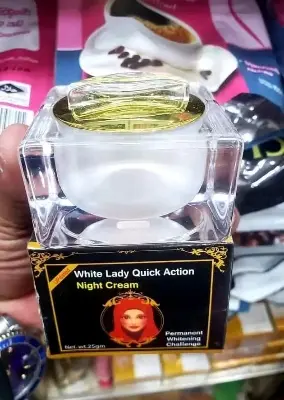 White Lady Quick Action
Night Cream
Permanent
Whitening
Challenge
Net wt.25gm